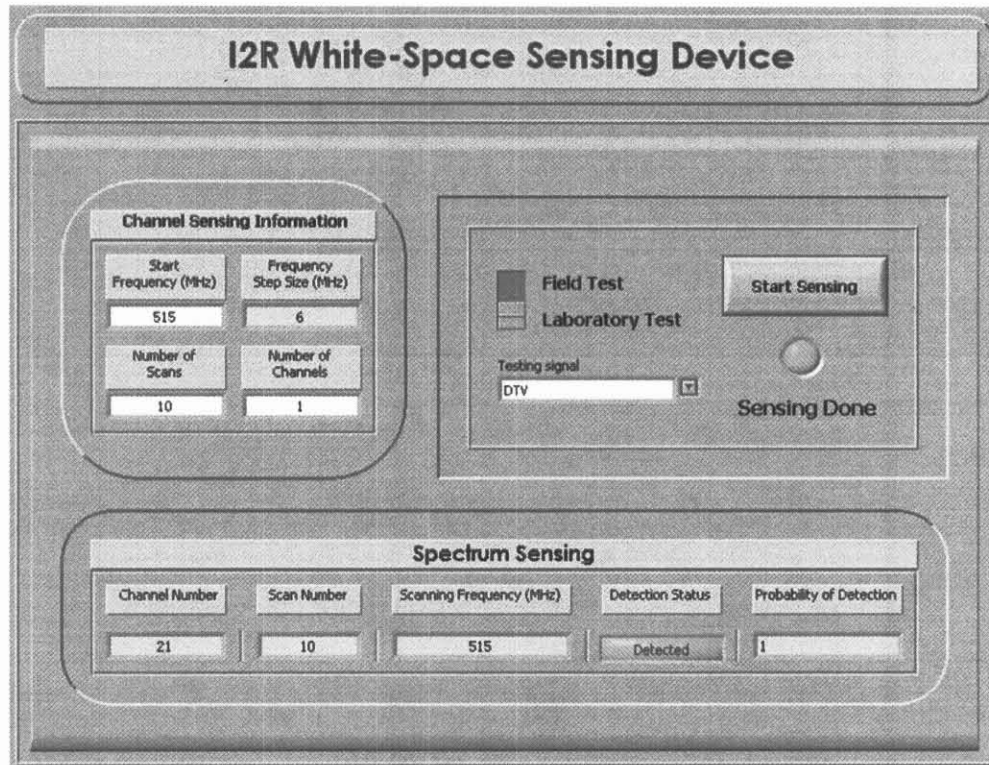 I2R White-Space Sensing Device
Channel Sensing Information
Start
Frequency (MHz)
Frequency
Step Size (MHz)
515
6
Number of
Scans
Number of
Channels
10
1
Field Test
Laboratory Test
Start Sensing
Testing signal
DTV
Sensing Done
Spectrum Sensing
Channel Number
Scan Number
Scanning Frequency (MHz)
Detection Status
Probability of Detection
21
10
515
Detected
1